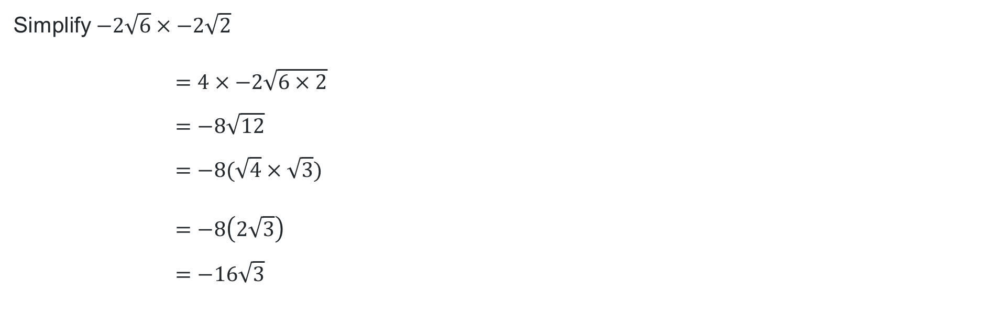 Simplify −2√6 × −2√2
= 4 × −2√(6 × 2)
= −8√12
= −8(√4 × √3)
= −8(2√3)
= −16√3